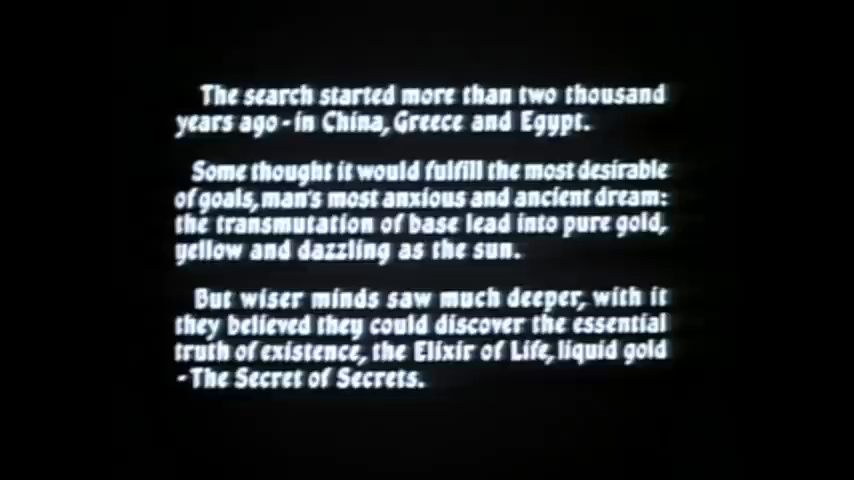 The search started more than two thousand
years ago - in China, Greece and Egypt.
Some thought it would fulfill the most desirable
of goals, man's most anxious and ancient dream:
the transmutation of base lead into pure gold,
yellow and dazzling as the sun.
But wiser minds saw much deeper, with it
they believed they could discover the essential
truth of existence, the Elixir of Life, liquid gold
- The Secret of Secrets.